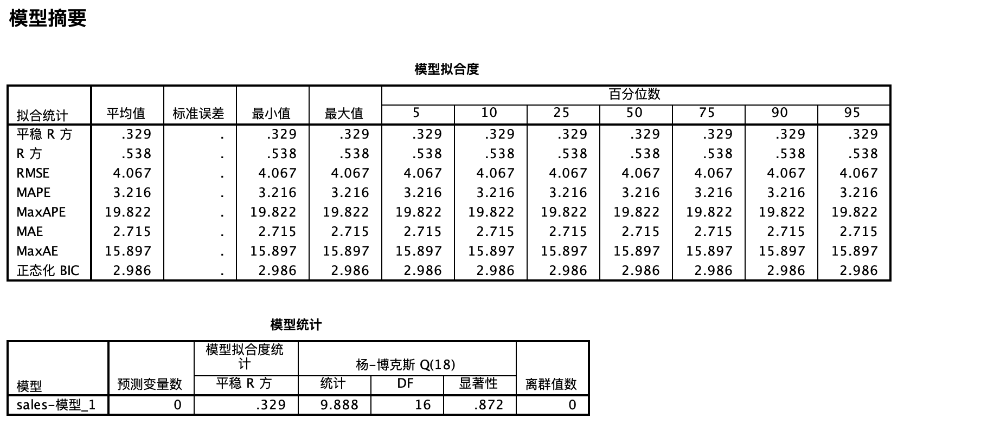 模型摘要
模型拟合度
百分位数
拟合统计 平均值 标准误差 最小值 最大值 5 10 25 50 75 90 95
平稳 R 方 .329 . .329 .329 .329 .329 .329 .329 .329 .329 .329
R 方 .538 . .538 .538 .538 .538 .538 .538 .538 .538 .538
RMSE 4.067 . 4.067 4.067 4.067 4.067 4.067 4.067 4.067 4.067 4.067
MAPE 3.216 . 3.216 3.216 3.216 3.216 3.216 3.216 3.216 3.216 3.216
MaxAPE 19.822 . 19.822 19.822 19.822 19.822 19.822 19.822 19.822 19.822 19.822
MAE 2.715 . 2.715 2.715 2.715 2.715 2.715 2.715 2.715 2.715 2.715
MaxAE 15.897 . 15.897 15.897 15.897 15.897 15.897 15.897 15.897 15.897 15.897
正态化 BIC 2.986 . 2.986 2.986 2.986 2.986 2.986 2.986 2.986 2.986 2.986
模型统计
模型拟合度统
计
杨-博克斯 Q(18)
模型 预测变量数 平稳 R 方 统计 DF 显著性 离群值数
sales-模型_1 0 .329 9.888 16 .872 0